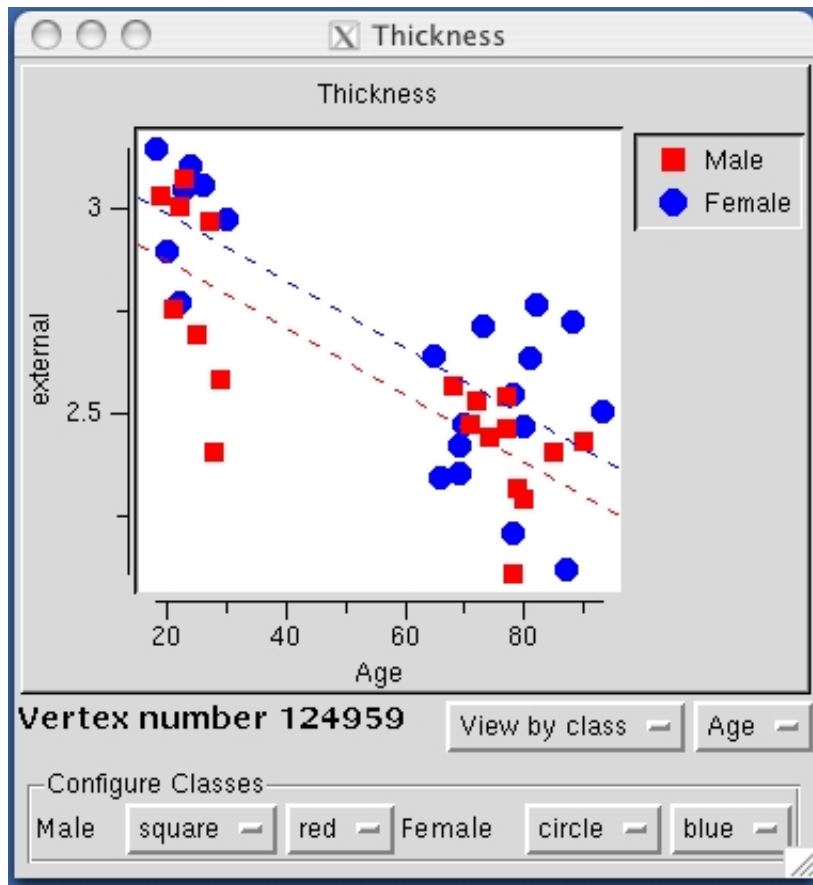 Thickness
Thickness
Male
Female
3
2.5
external
20 40 60 80
Age
Vertex number 124959 View by class Age
Configure Classes
Male square red Female circle blue